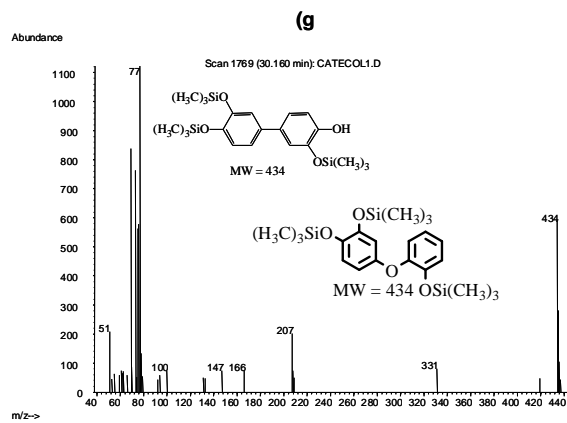 (g
Abundance
Scan 1769 (30.160 min): CATECOL1.D
1100
1000
900
800
700
600
500
400
300
200
100
0
77
51
100
147
166
207
331
434
(H₃C)₃SiO
(H₃C)₃SiO
OH
OSi(CH₃)₃
MW = 434
OSi(CH₃)₃
(H₃C)₃SiO
O
MW = 434 OSi(CH₃)₃
40 60 80 100 120 140 160 180 200 220 240 260 280 300 320 340 360 380 400 420 440
m/z-->